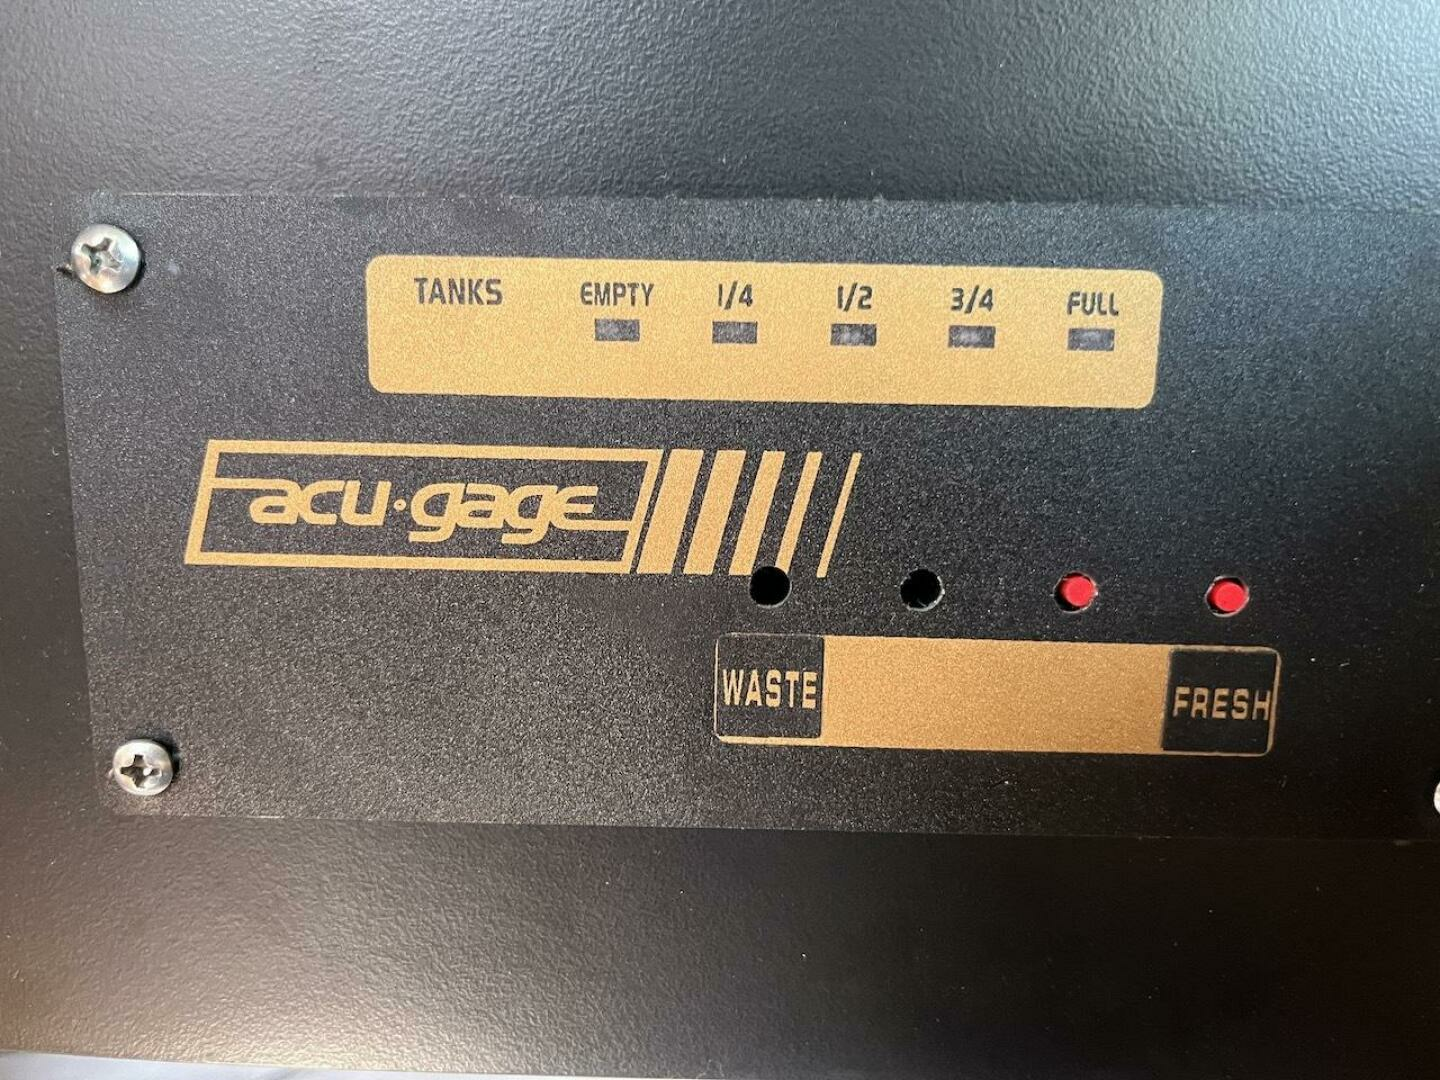 TANKS EMPTY 1/4 1/2 3/4 FULL
acu·gage
WASTE FRESH